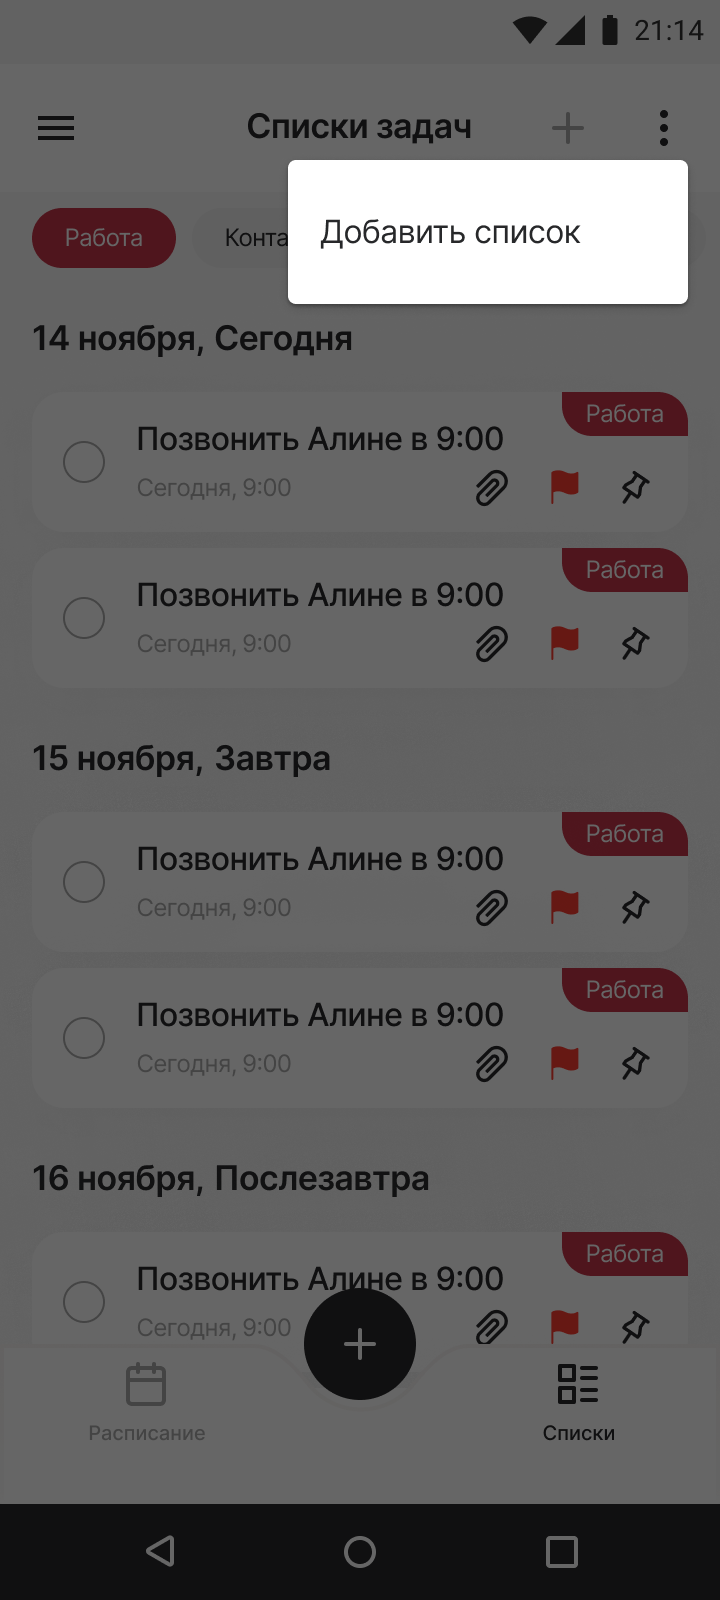 21:14
Списки задач
Добавить список
Работа
Конта
14 ноября, Сегодня
Работа
Позвонить Алине в 9:00
Сегодня, 9:00
Работа
Позвонить Алине в 9:00
Сегодня, 9:00
15 ноября, Завтра
Работа
Позвонить Алине в 9:00
Сегодня, 9:00
Работа
Позвонить Алине в 9:00
Сегодня, 9:00
16 ноября, Послезавтра
Работа
Позвонить Алине в 9:00
Сегодня, 9:00
Расписание
Списки